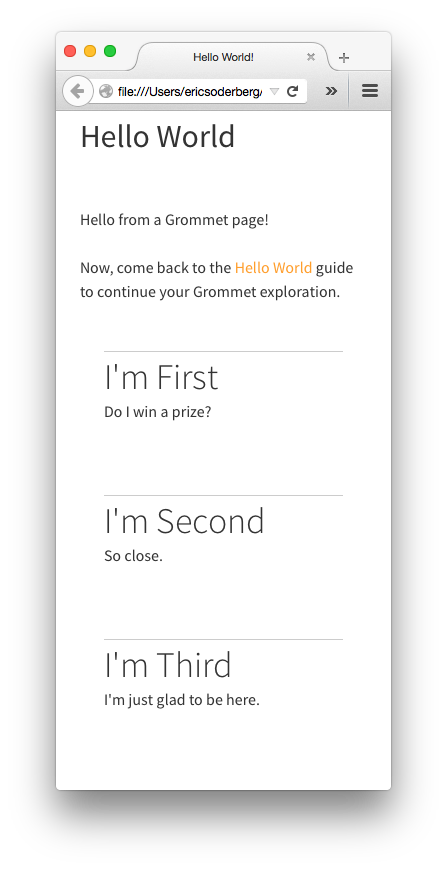 Hello World!
file:///Users/ericsoderberg/
Hello World
Hello from a Grommet page!
Now, come back to the Hello World guide
to continue your Grommet exploration.
I'm First
Do I win a prize?
I'm Second
So close.
I'm Third
I'm just glad to be here.